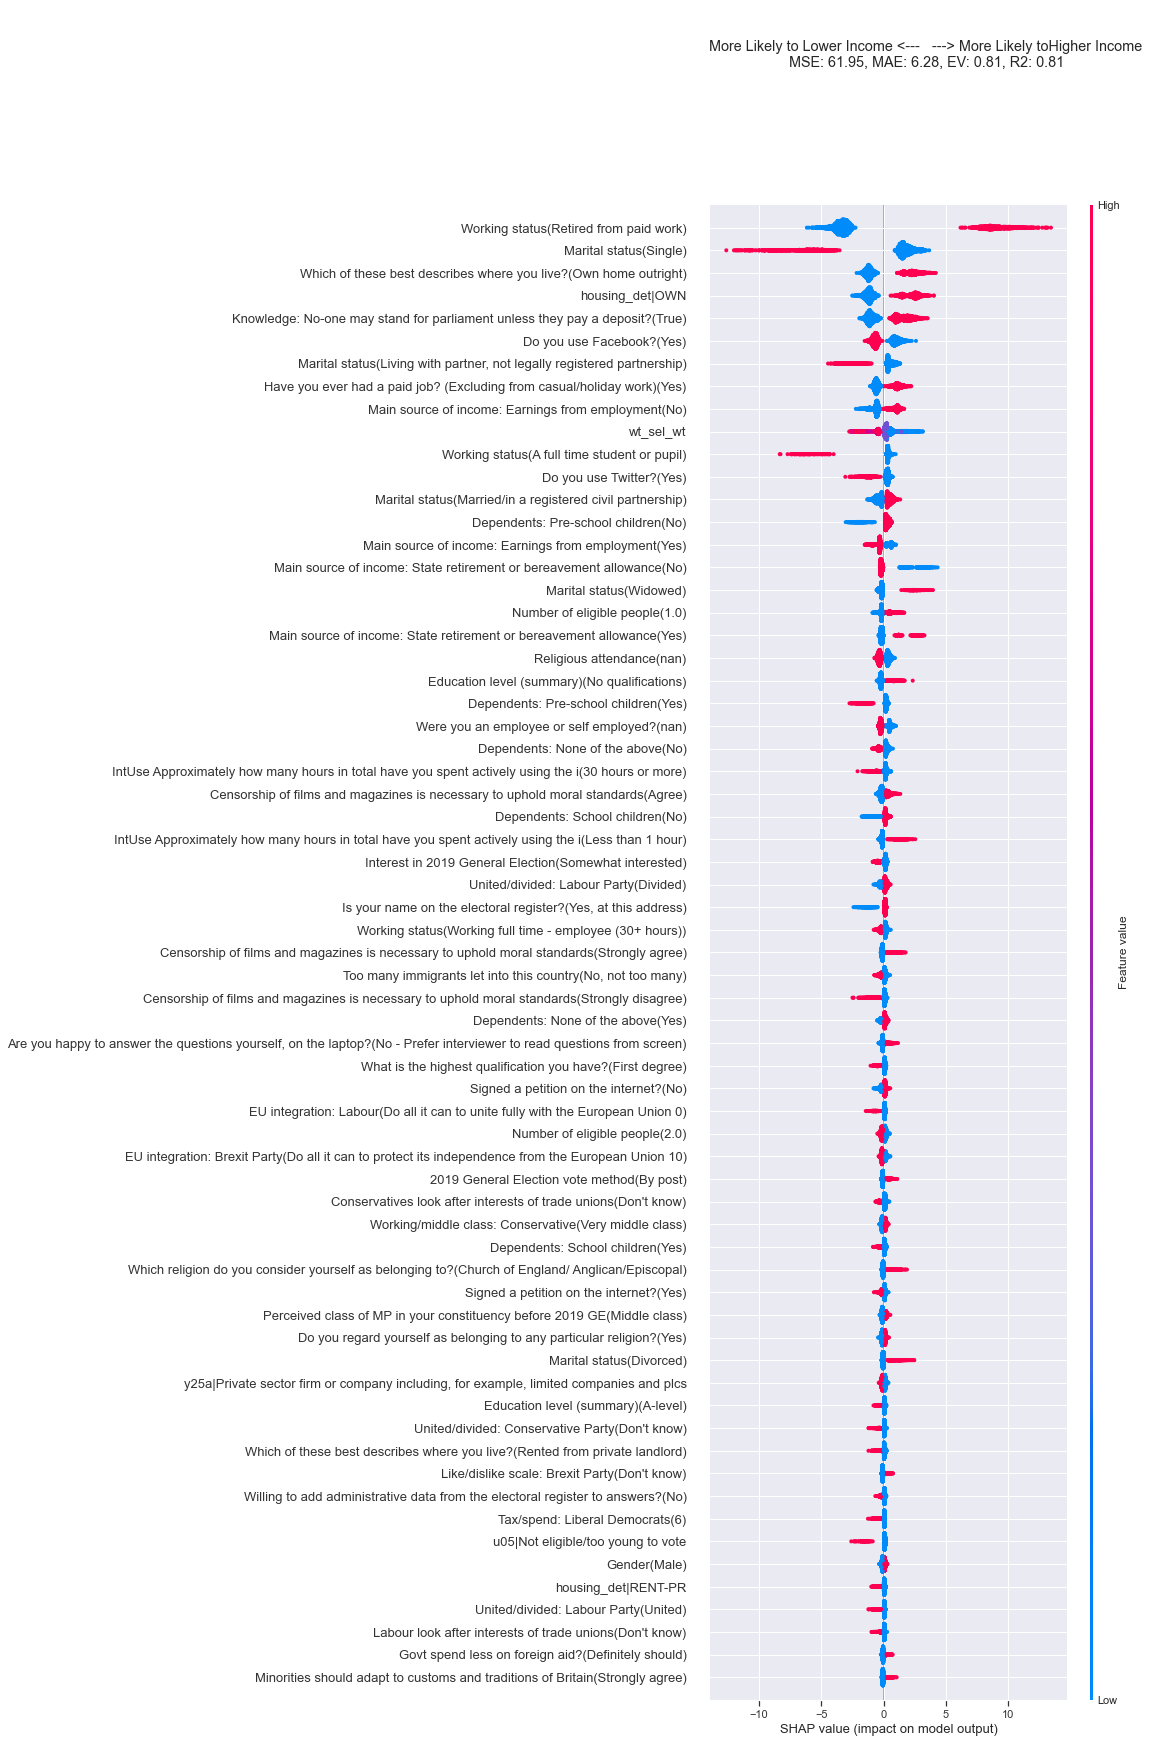 More Likely to Lower Income <---   ---> More Likely toHigher Income
MSE: 61.95, MAE: 6.28, EV: 0.81, R2: 0.81
High
Working status(Retired from paid work)
Marital status(Single)
Which of these best describes where you live?(Own home outright)
housing_det|OWN
Knowledge: No-one may stand for parliament unless they pay a deposit?(True)
Do you use Facebook?(Yes)
Marital status(Living with partner, not legally registered partnership)
Have you ever had a paid job? (Excluding from casual/holiday work)(Yes)
Main source of income: Earnings from employment(No)
wt_sel_wt
Working status(A full time student or pupil)
Do you use Twitter?(Yes)
Marital status(Married/in a registered civil partnership)
Dependents: Pre-school children(No)
Main source of income: Earnings from employment(Yes)
Main source of income: State retirement or bereavement allowance(No)
Marital status(Widowed)
Number of eligible people(1.0)
Main source of income: State retirement or bereavement allowance(Yes)
Religious attendance(nan)
Education level (summary)(No qualifications)
Dependents: Pre-school children(Yes)
Were you an employee or self employed?(nan)
Dependents: None of the above(No)
IntUse Approximately how many hours in total have you spent actively using the i(30 hours or more)
Censorship of films and magazines is necessary to uphold moral standards(Agree)
Dependents: School children(No)
IntUse Approximately how many hours in total have you spent actively using the i(Less than 1 hour)
Interest in 2019 General Election(Somewhat interested)
United/divided: Labour Party(Divided)
Is your name on the electoral register?(Yes, at this address)
Working status(Working full time - employee (30+ hours))
Censorship of films and magazines is necessary to uphold moral standards(Strongly agree)
Too many immigrants let into this country(No, not too many)
Censorship of films and magazines is necessary to uphold moral standards(Strongly disagree)
Dependents: None of the above(Yes)
Are you happy to answer the questions yourself, on the laptop?(No - Prefer interviewer to read questions from screen)
What is the highest qualification you have?(First degree)
Signed a petition on the internet?(No)
EU integration: Labour(Do all it can to unite fully with the European Union 0)
Number of eligible people(2.0)
EU integration: Brexit Party(Do all it can to protect its independence from the European Union 10)
2019 General Election vote method(By post)
Conservatives look after interests of trade unions(Don't know)
Working/middle class: Conservative(Very middle class)
Dependents: School children(Yes)
Which religion do you consider yourself as belonging to?(Church of England/ Anglican/Episcopal)
Signed a petition on the internet?(Yes)
Perceived class of MP in your constituency before 2019 GE(Middle class)
Do you regard yourself as belonging to any particular religion?(Yes)
Marital status(Divorced)
y25a|Private sector firm or company including, for example, limited companies and plcs
Education level (summary)(A-level)
United/divided: Conservative Party(Don't know)
Which of these best describes where you live?(Rented from private landlord)
Like/dislike scale: Brexit Party(Don't know)
Willing to add administrative data from the electoral register to answers?(No)
Tax/spend: Liberal Democrats(6)
u05|Not eligible/too young to vote
Gender(Male)
housing_det|RENT-PR
United/divided: Labour Party(United)
Labour look after interests of trade unions(Don't know)
Govt spend less on foreign aid?(Definitely should)
Minorities should adapt to customs and traditions of Britain(Strongly agree)
Feature value
Low
−10 −5 0 5 10
SHAP value (impact on model output)